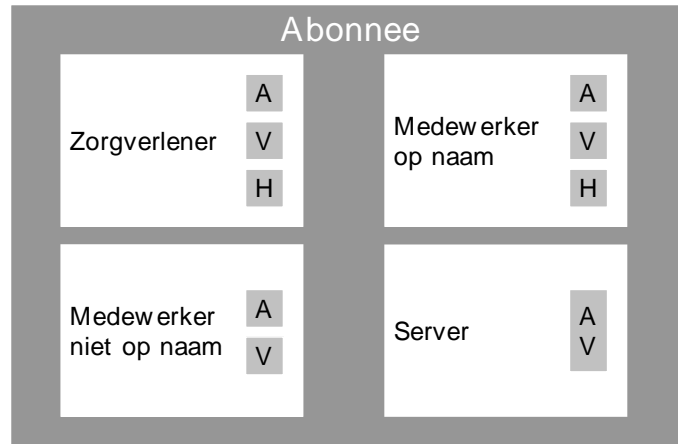 Abonnee
Zorgverlener
A
V
H
Medewerker
op naam
A
V
H
Medewerker
niet op naam
A
V
Server
A
V